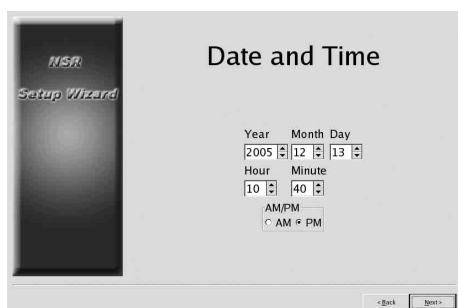 NSR
Setup Wizard
Date and Time
Year Month Day
2005 12 13
Hour Minute
10 40
AM/PM
AM PM
<Back Next>